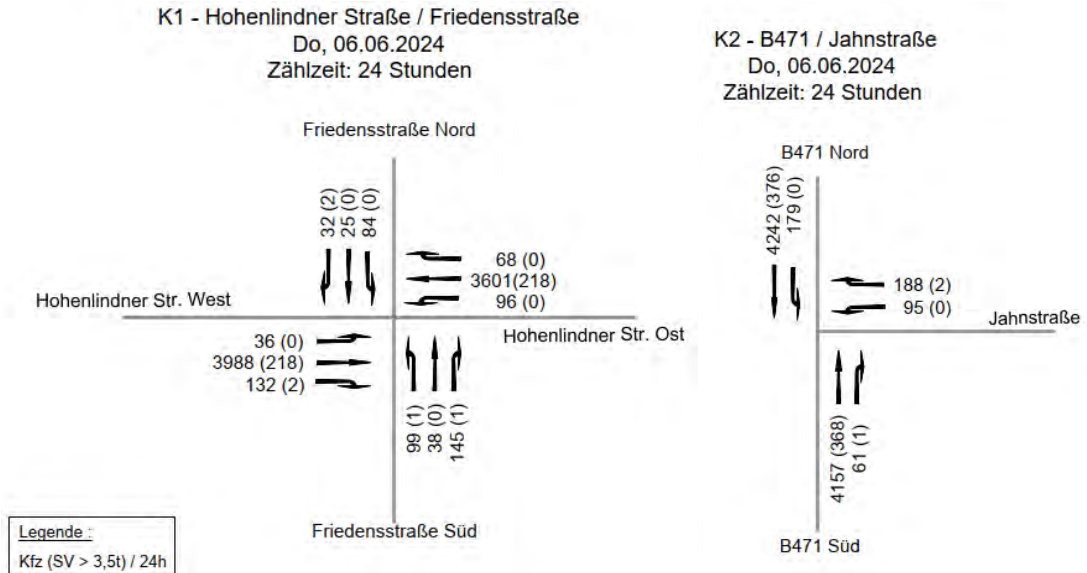 K1 - Hohenlindner Straße / Friedensstraße
Do, 06.06.2024
Zählzeit: 24 Stunden
Friedensstraße Nord
32 (2)
25 (0)
84 (0)
68 (0)
3601(218)
96 (0)
Hohenlindner Str. West
Hohenlindner Str. Ost
36 (0)
3988 (218)
132 (2)
99 (1)
38 (0)
145 (1)
Friedensstraße Süd
Legende :
Kfz (SV > 3,5t) / 24h
K2 - B471 / Jahnstraße
Do, 06.06.2024
Zählzeit: 24 Stunden
B471 Nord
4242 (376)
179 (0)
188 (2)
95 (0)
Jahnstraße
4157 (368)
61 (1)
B471 Süd